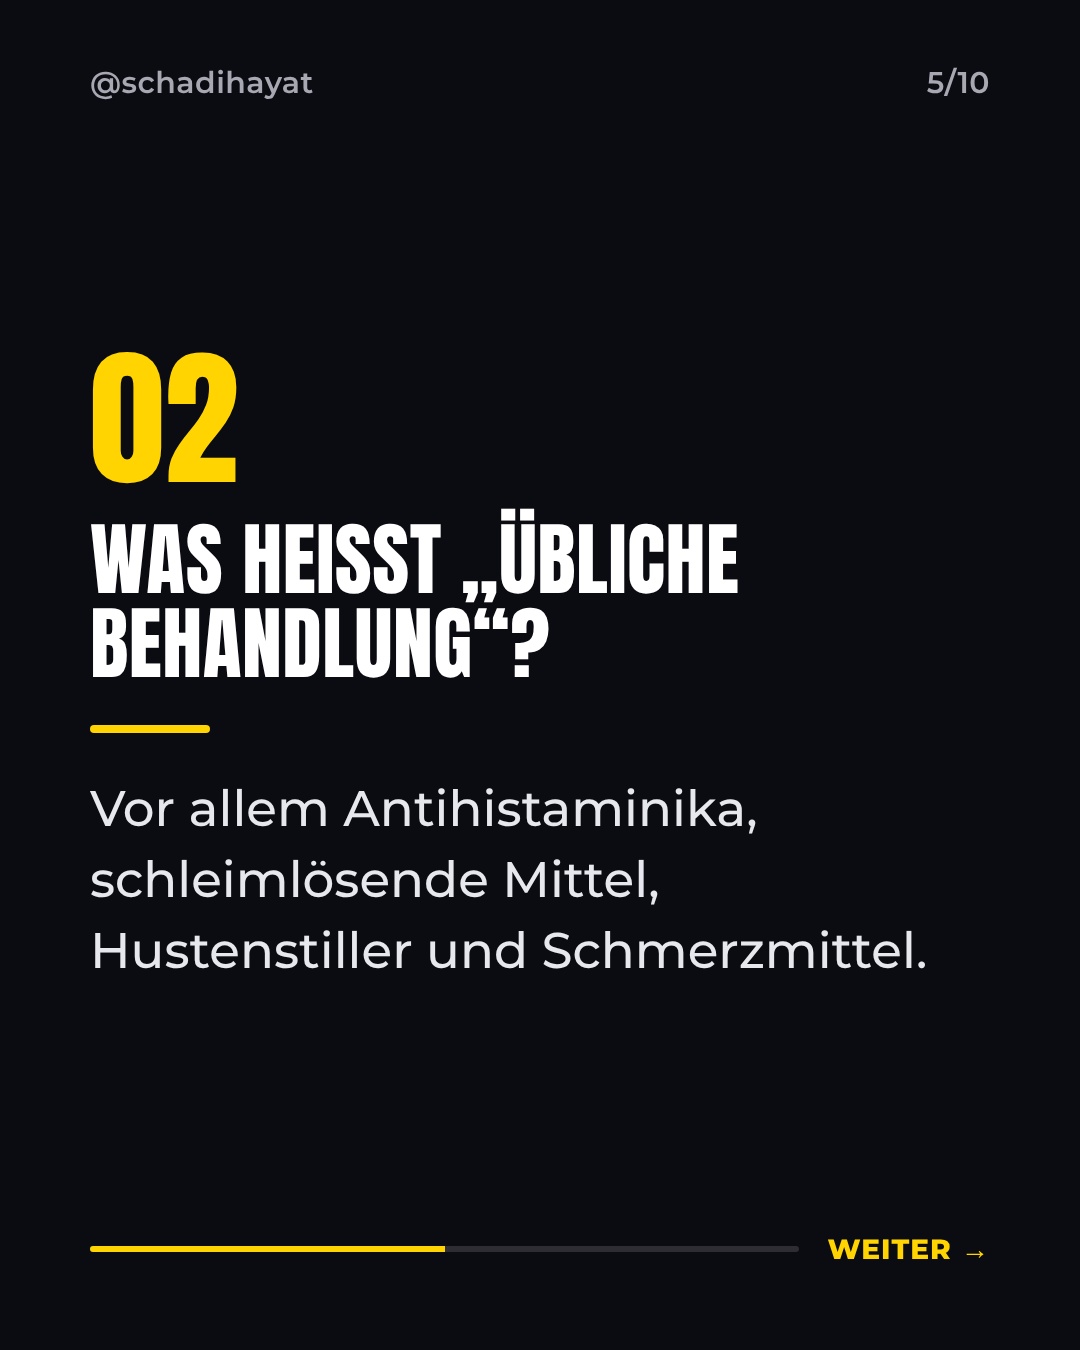 @schadihayat
5/10
02
WAS HEISST „ÜBLICHE
BEHANDLUNG“?
Vor allem Antihistaminika,
schleimlösende Mittel,
Hustenstiller und Schmerzmittel.
WEITER →